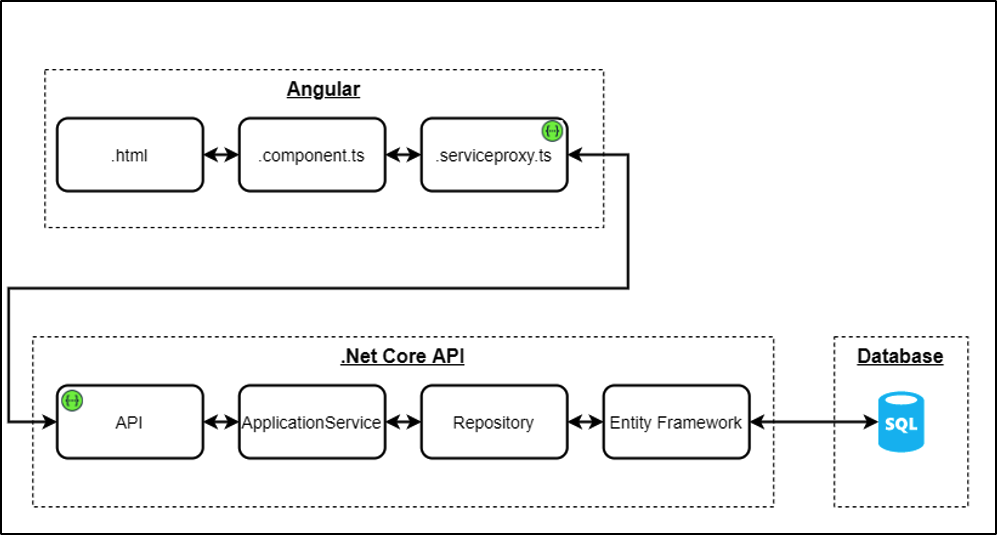 Angular
.html
.component.ts
.serviceproxy.ts
{...}
.Net Core API
Database
{...}
API
ApplicationService
Repository
Entity Framework
SQL